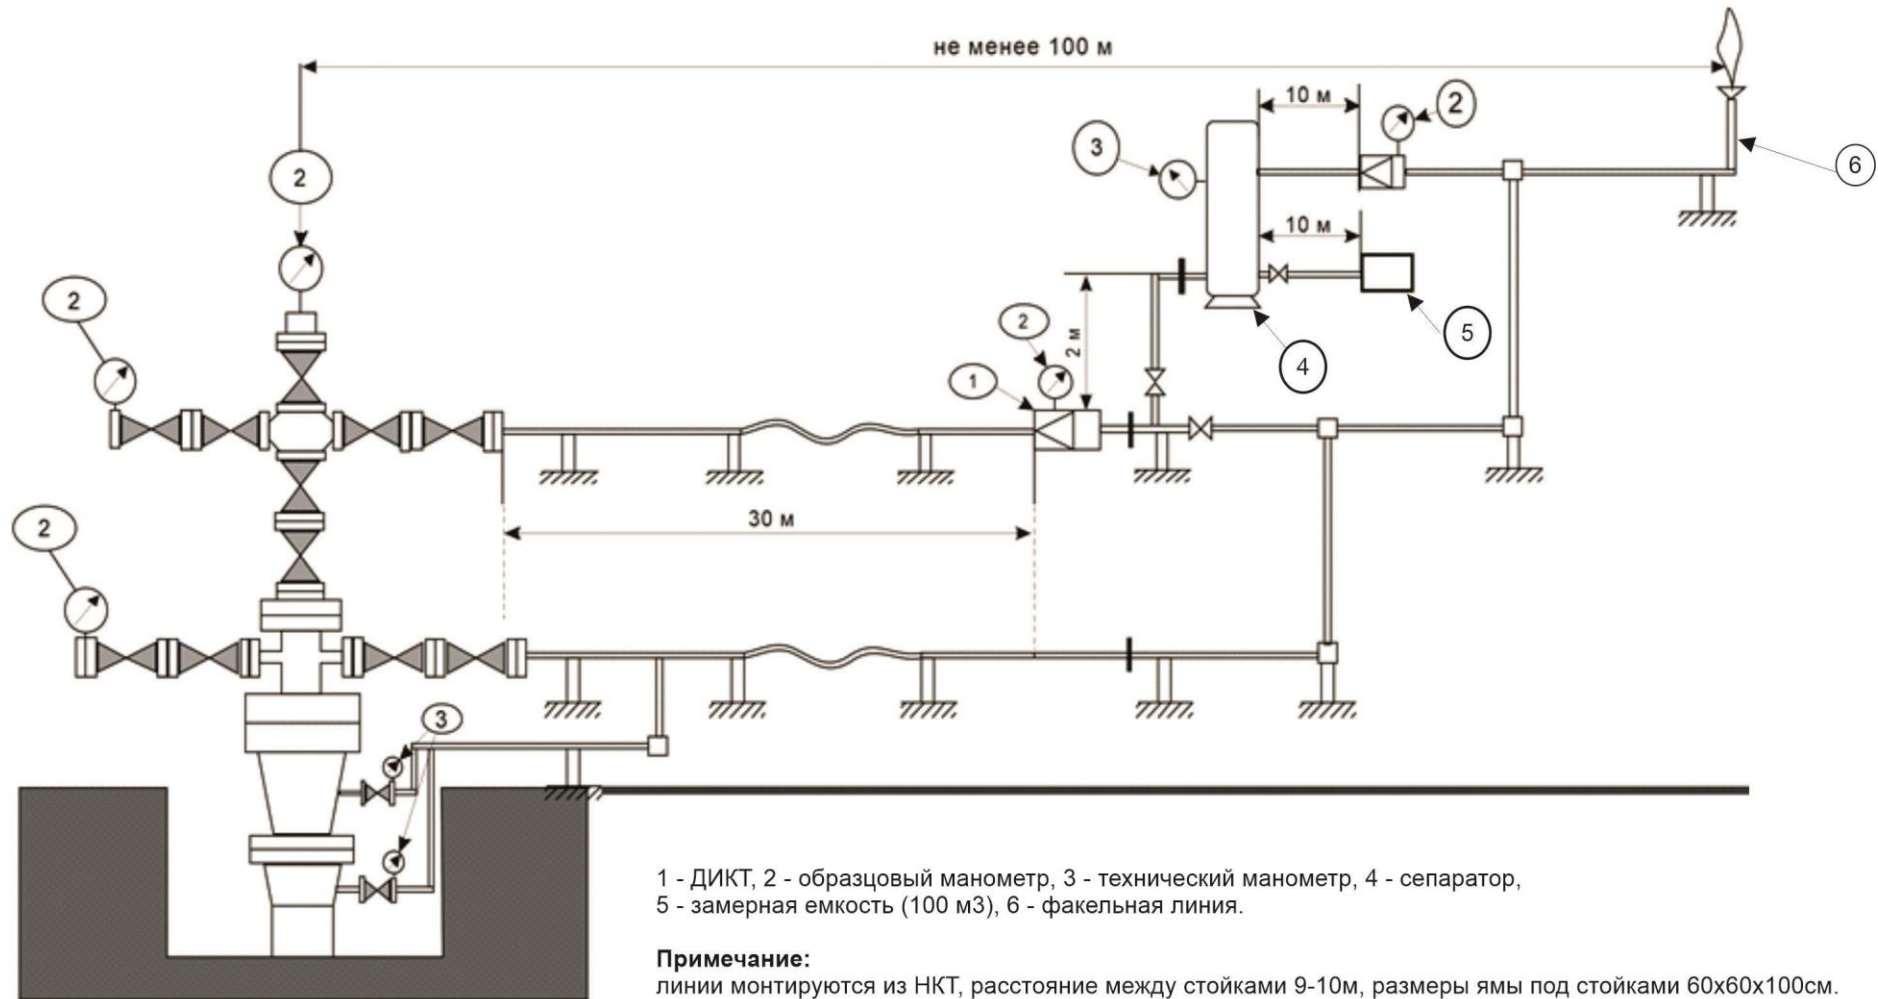 не менее 100 м
10 м
2
3
6
2
10 м
2
2
5
2 м
4
1
30 м
2
3
1 - ДИКТ, 2 - образцовый манометр, 3 - технический манометр, 4 - сепаратор,
5 - замерная емкость (100 м3), 6 - факельная линия.
Примечание:
линии монтируются из НКТ, расстояние между стойками 9-10м, размеры ямы под стойками 60х60х100см.